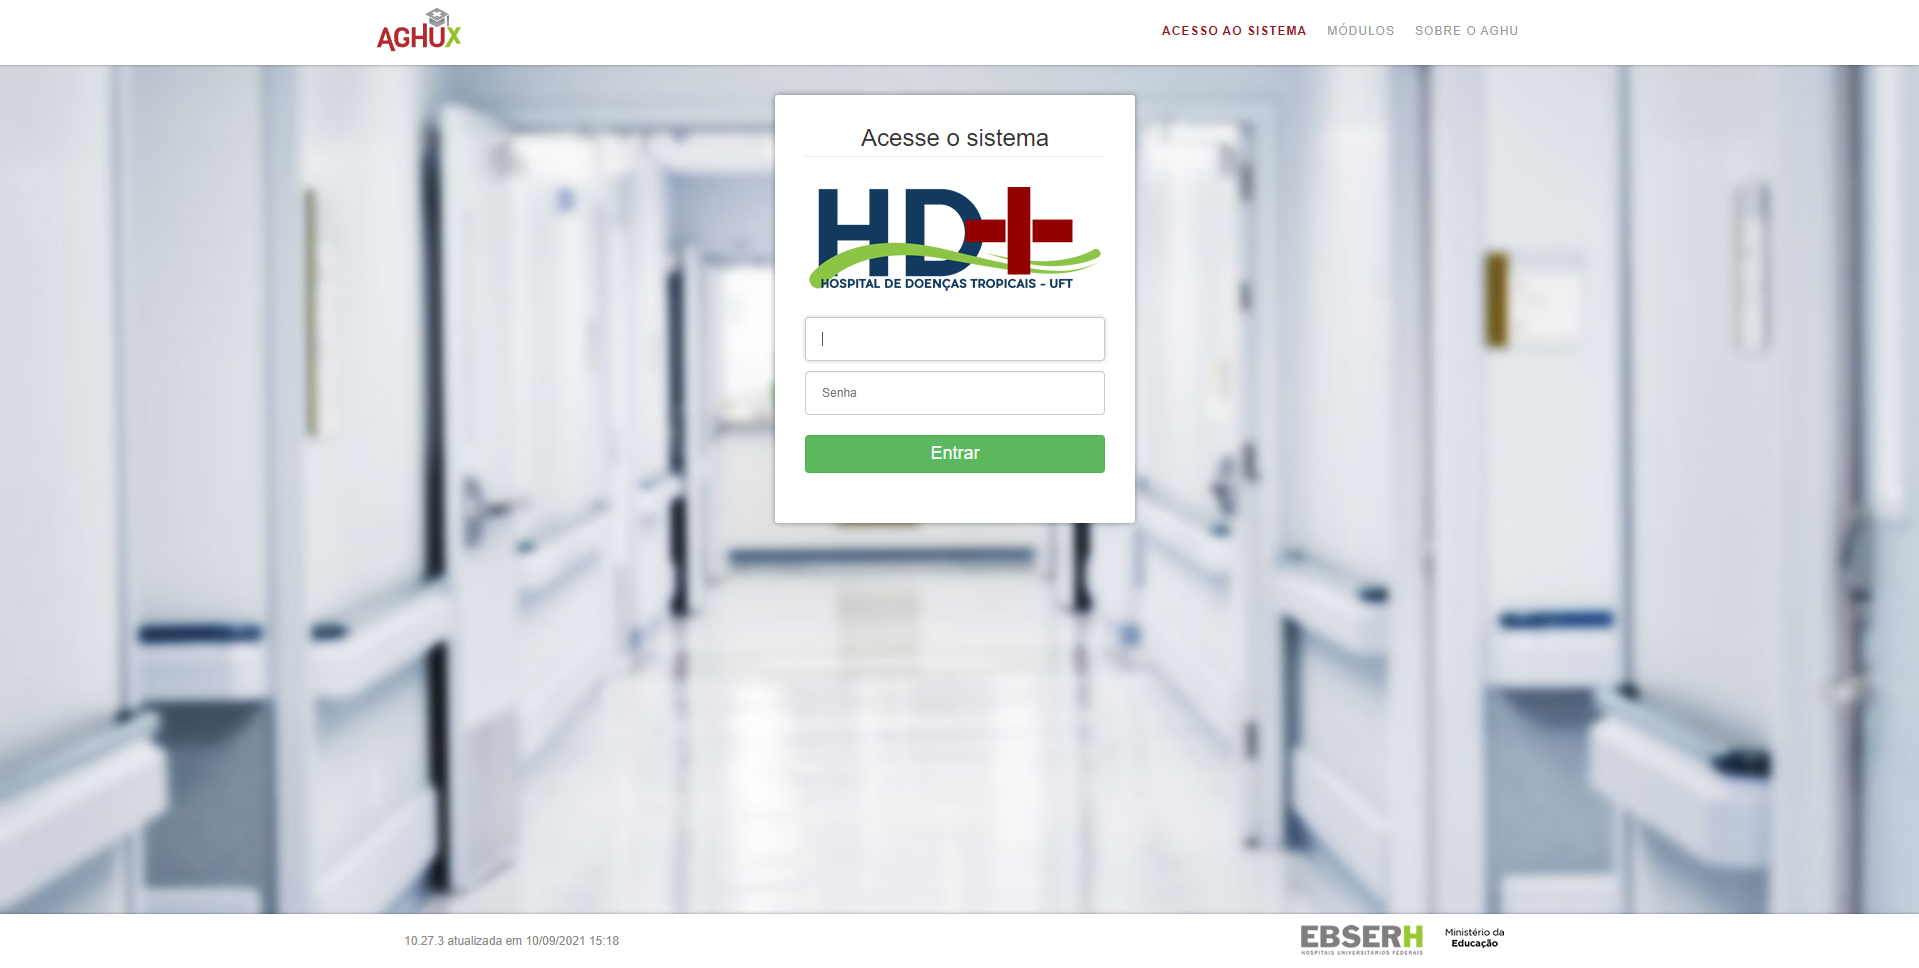 AGHUX
ACESSO AO SISTEMA MÓDULOS SOBRE O AGHU
Acesse o sistema
HD
HOSPITAL DE DOENÇAS TROPICAIS - UFT
Senha
Entrar
10.27.3 atualizada em 10/09/2021 15:18
EBSERH
HOSPITAIS UNIVERSITÁRIOS FEDERAIS
Ministério da
Educação